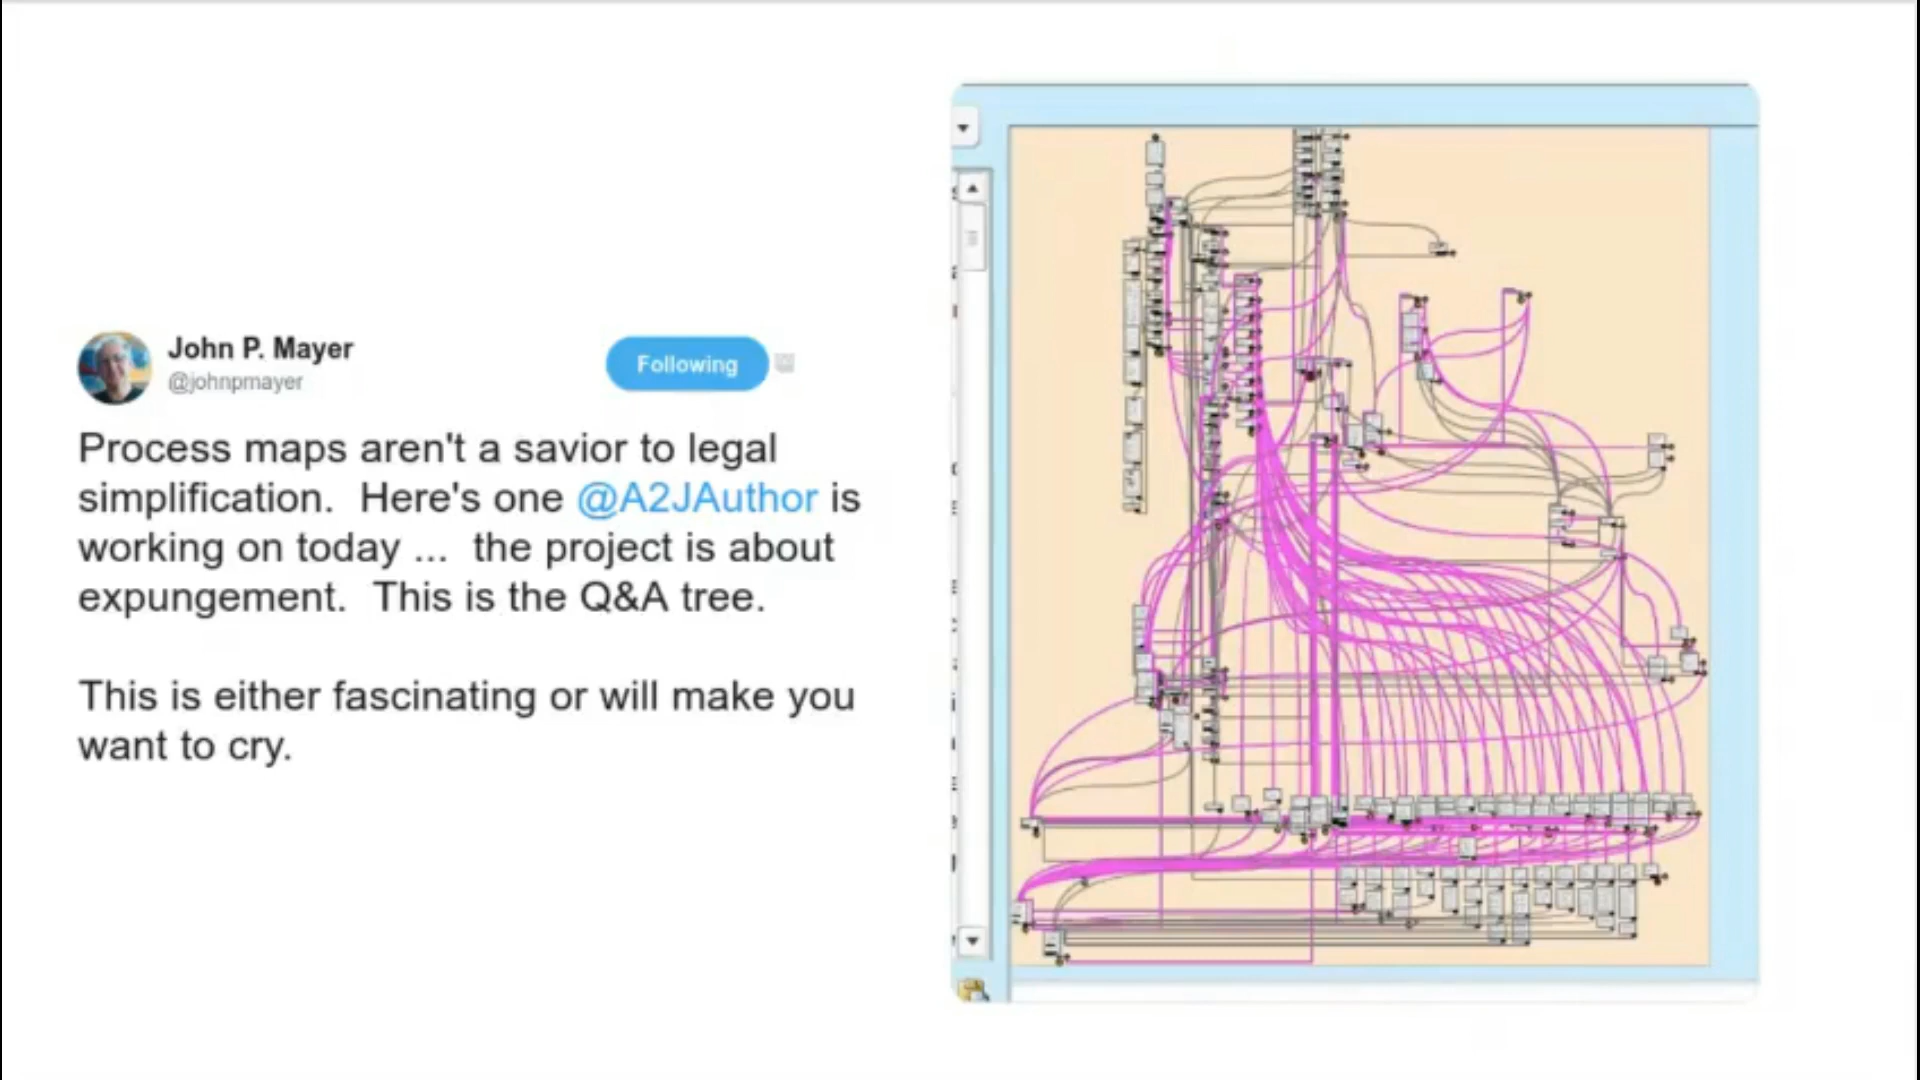 John P. Mayer
@johnpmayer
Following
Process maps aren't a savior to legal
simplification. Here's one @A2JAuthor is
working on today ... the project is about
expungement. This is the Q&A tree.
This is either fascinating or will make you
want to cry.